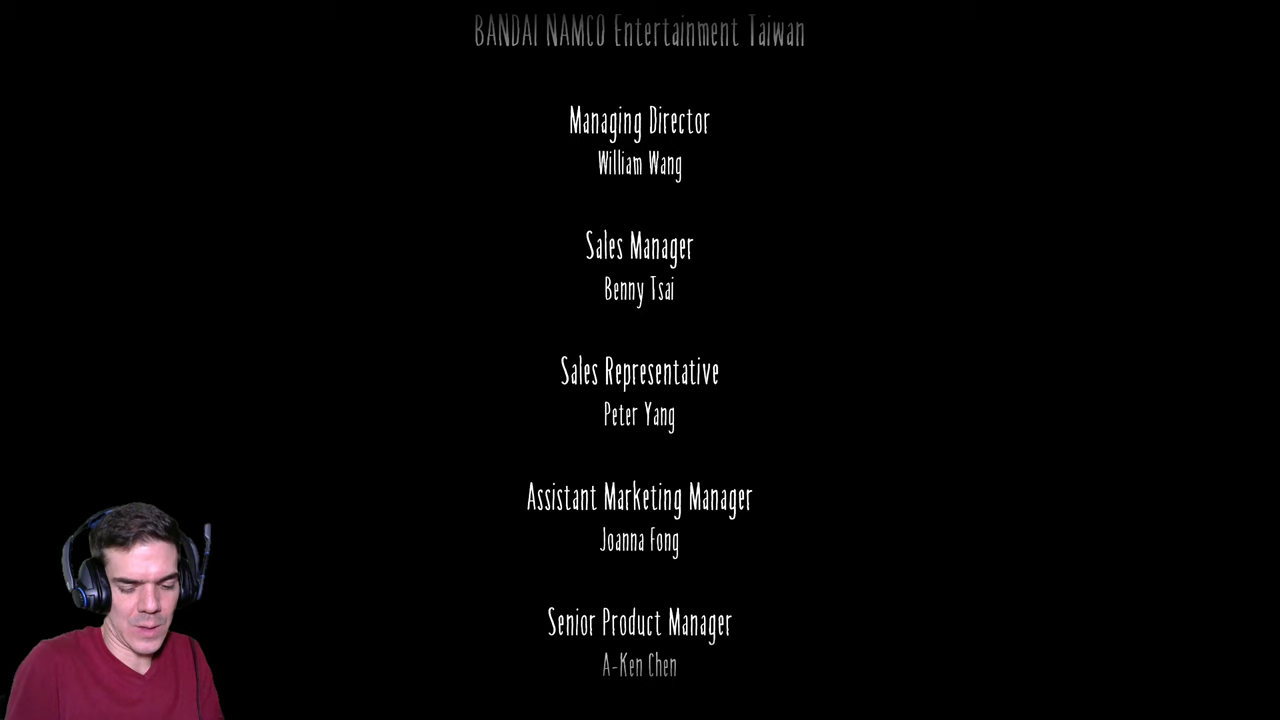 BANDAI NAMCO Entertainment Taiwan
Managing Director
William Wang
Sales Manager
Benny Tsai
Sales Representative
Peter Yang
Assistant Marketing Manager
Joanna Fong
Senior Product Manager
A-Ken Chen